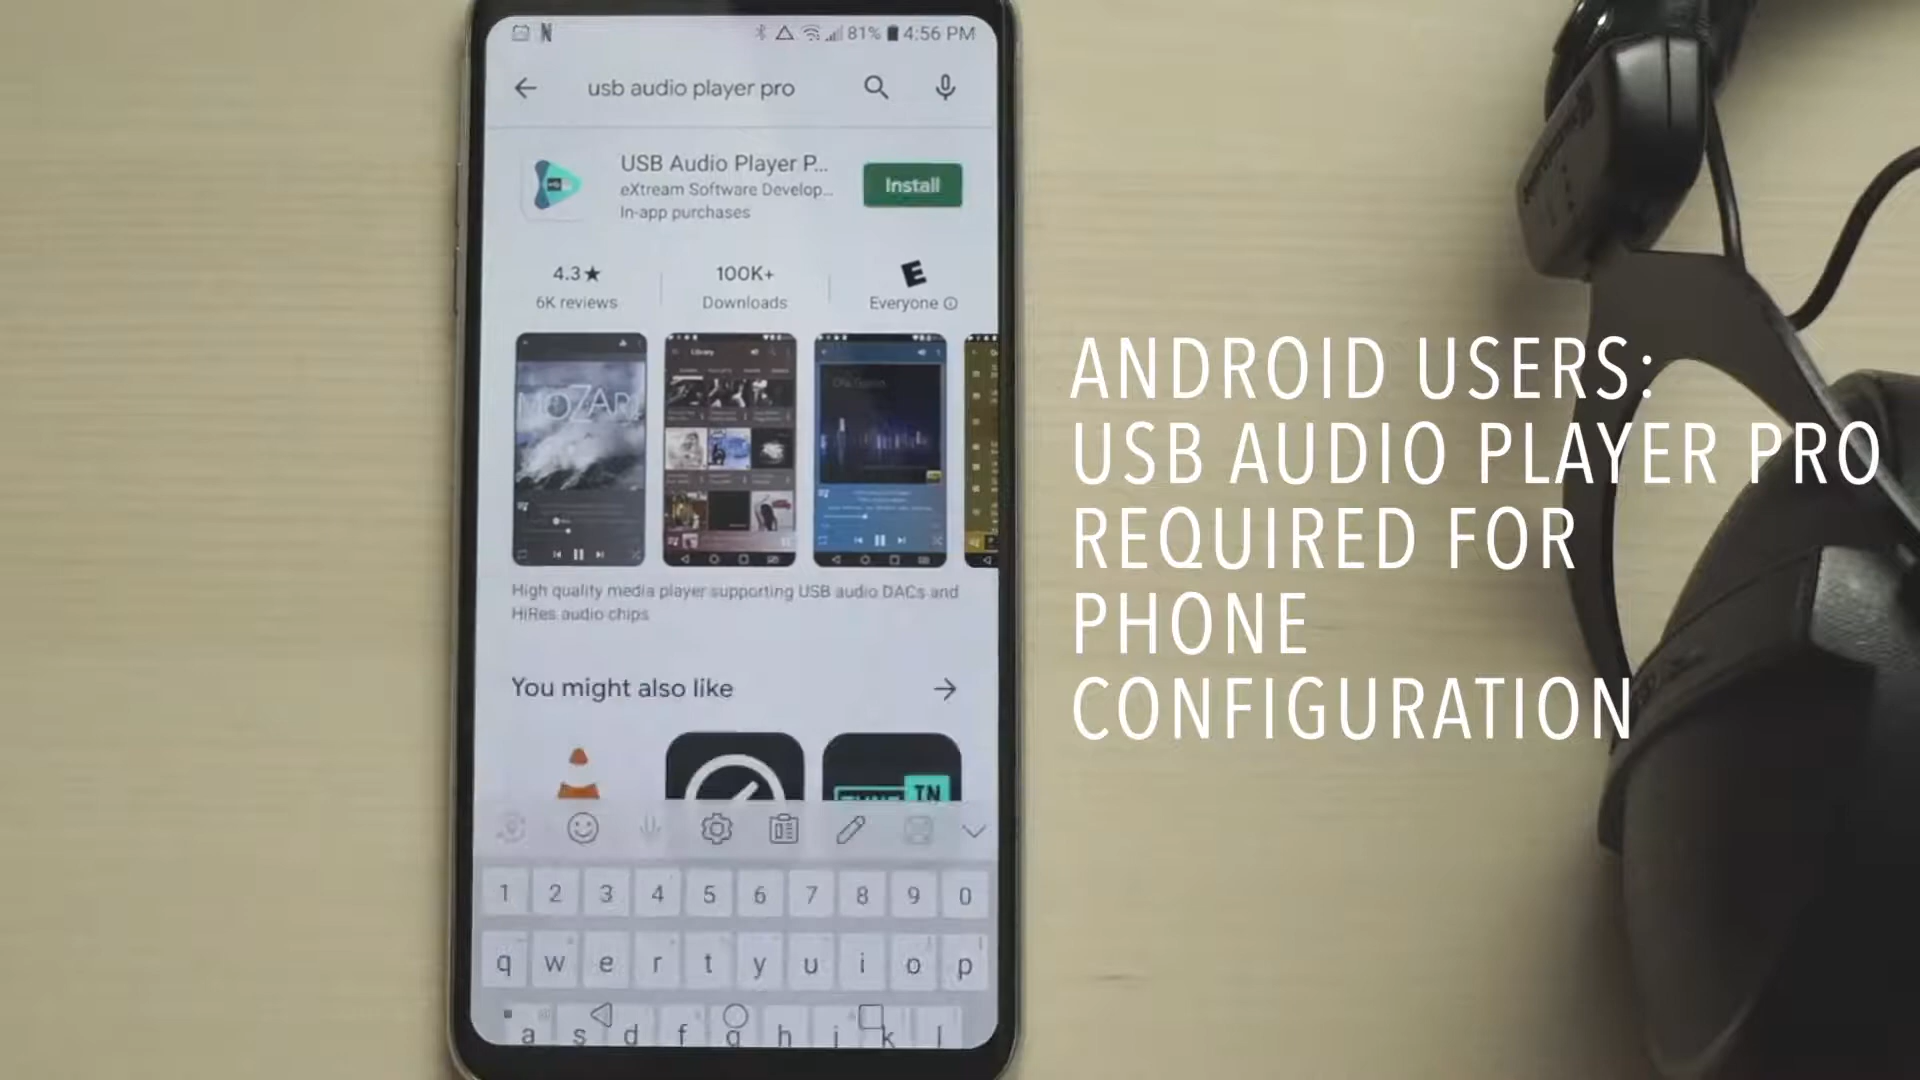 81% 4:56 PM
usb audio player pro
USB Audio Player P...
eXtream Software Develop...
In-app purchases
Install
4.3★
6K reviews
100K+
Downloads
E
Everyone
Library
High quality media player supporting USB audio DACs and
HiRes audio chips
You might also like
TN
1 2 3 4 5 6 7 8 9 0
q w e r t y u i o p
a s d f g h j k l
ANDROID USERS:
USB AUDIO PLAYER PRO
REQUIRED FOR
PHONE
CONFIGURATION